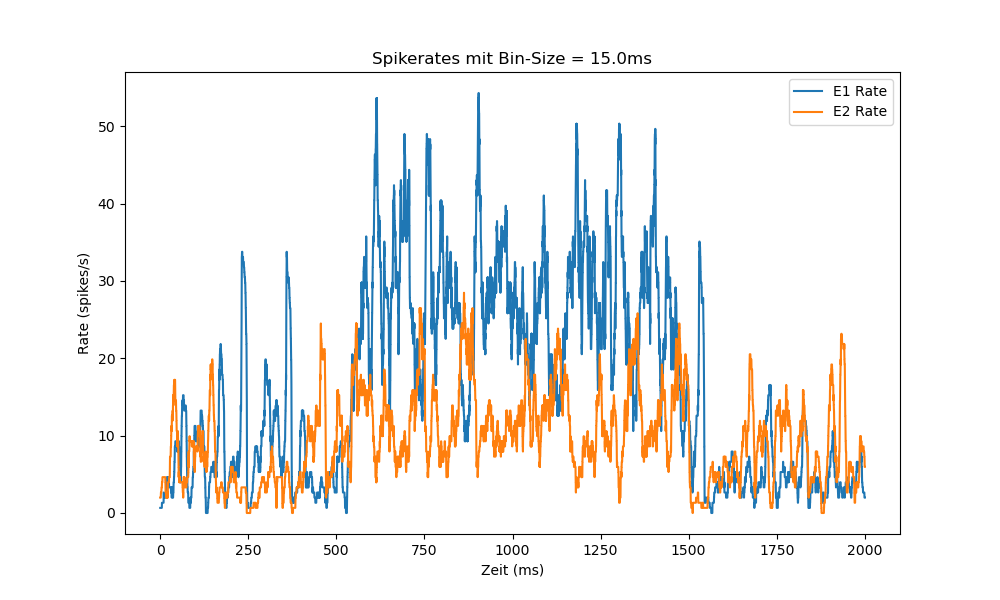 Spikerates mit Bin-Size = 15.0ms
E1 Rate
E2 Rate
Rate (spikes/s)
50
40
30
20
10
0
0 250 500 750 1000 1250 1500 1750 2000
Zeit (ms)